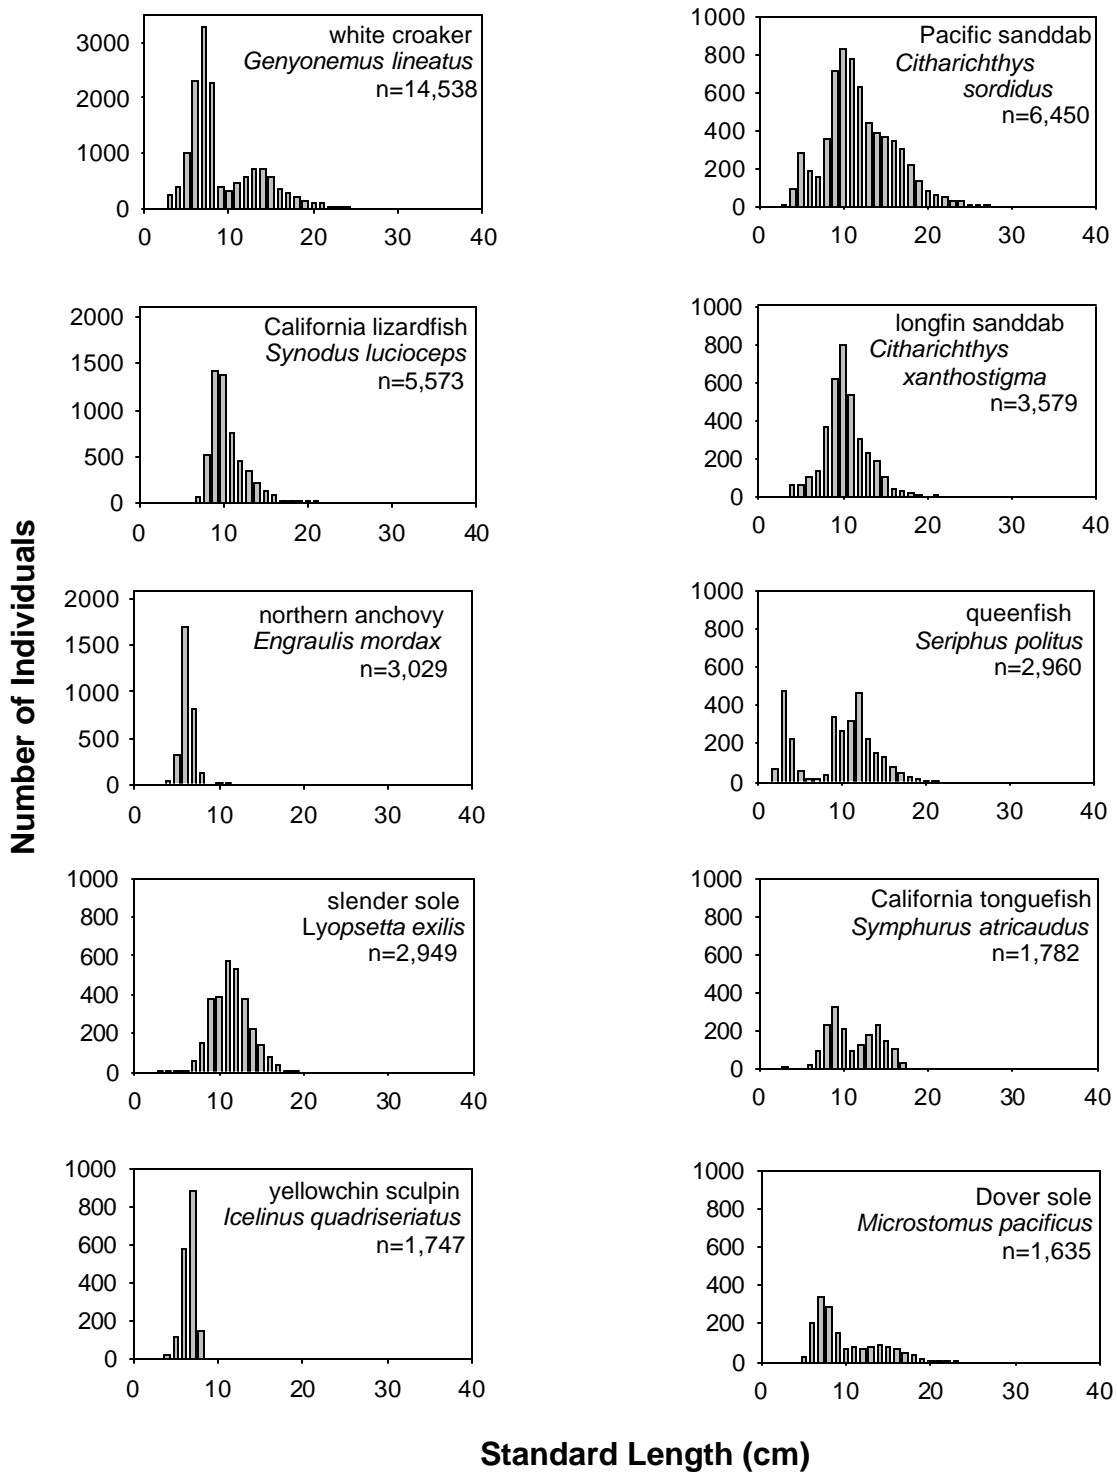 Number of Individuals
white croaker
Genyonemus lineatus
n=14,538
3000
2000
1000
0
0 10 20 30 40
Pacific sanddab
Citharichthys
sordidus
n=6,450
1000
800
600
400
200
0
0 10 20 30 40
California lizardfish
Synodus lucioceps
n=5,573
2000
1500
1000
500
0
0 10 20 30 40
longfin sanddab
Citharichthys
xanthostigma
n=3,579
1000
800
600
400
200
0
0 10 20 30 40
northern anchovy
Engraulis mordax
n=3,029
2000
1500
1000
500
0
0 10 20 30 40
queenfish
Seriphus politus
n=2,960
1000
800
600
400
200
0
0 10 20 30 40
slender sole
Lyopsetta exilis
n=2,949
1000
800
600
400
200
0
0 10 20 30 40
California tonguefish
Symphurus atricaudus
n=1,782
1000
800
600
400
200
0
0 10 20 30 40
yellowchin sculpin
Icelinus quadriseriatus
n=1,747
1000
800
600
400
200
0
0 10 20 30 40
Dover sole
Microstomus pacificus
n=1,635
1000
800
600
400
200
0
0 10 20 30 40
Standard Length (cm)